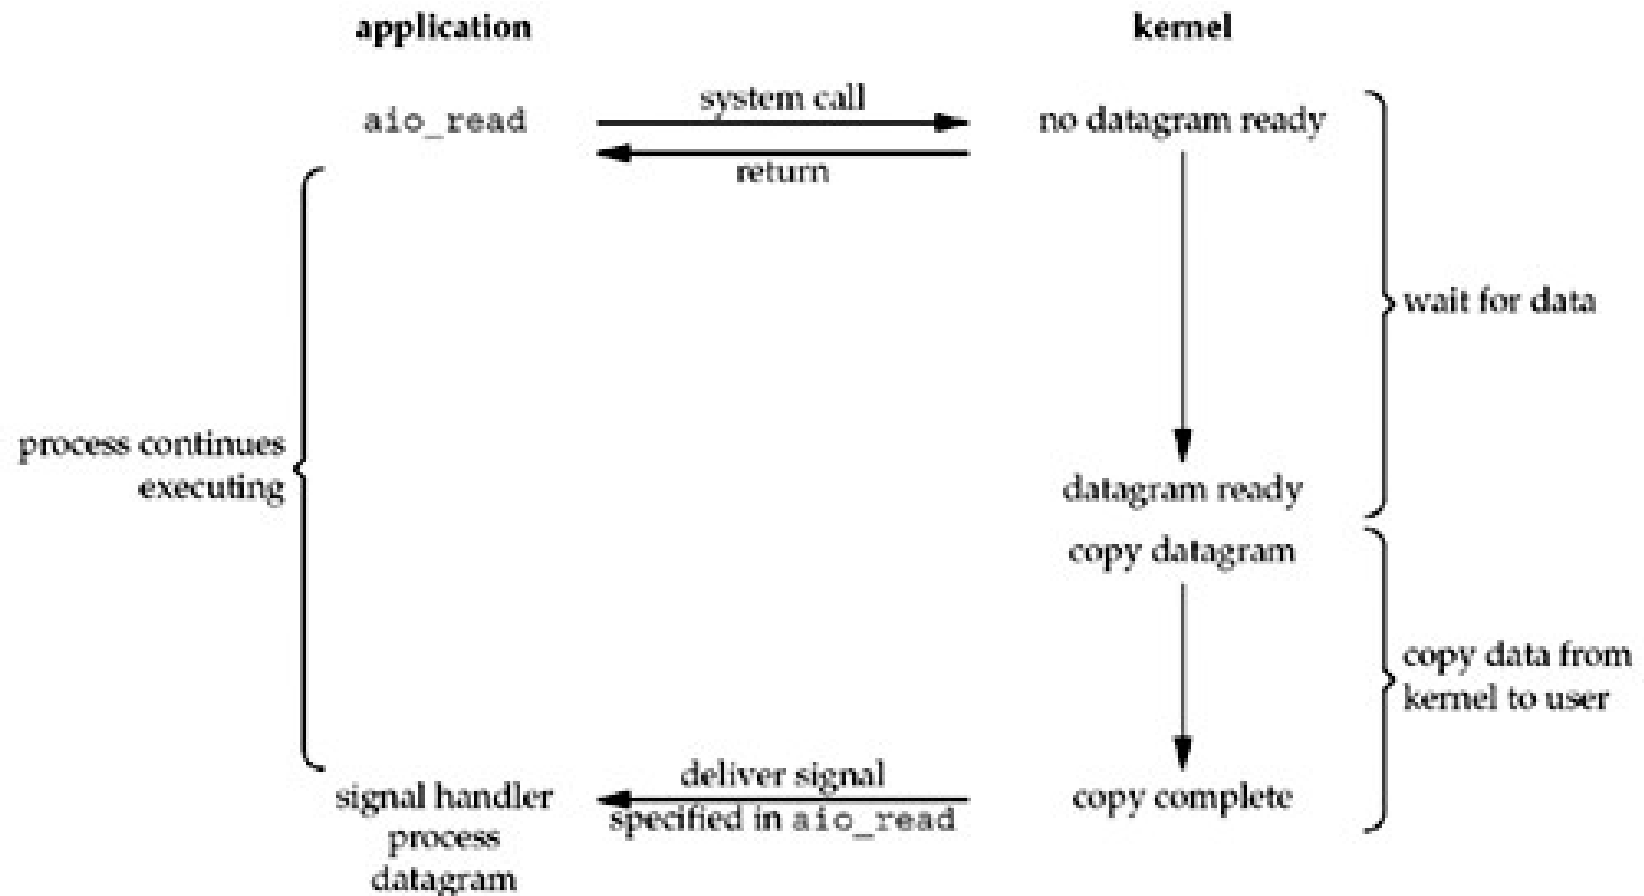 application
kernel
aio_read
system call
no datagram ready
return
wait for data
process continues
executing
datagram ready
copy datagram
copy data from
kernel to user
deliver signal
signal handler
copy complete
specified in aio_read
process
datagram